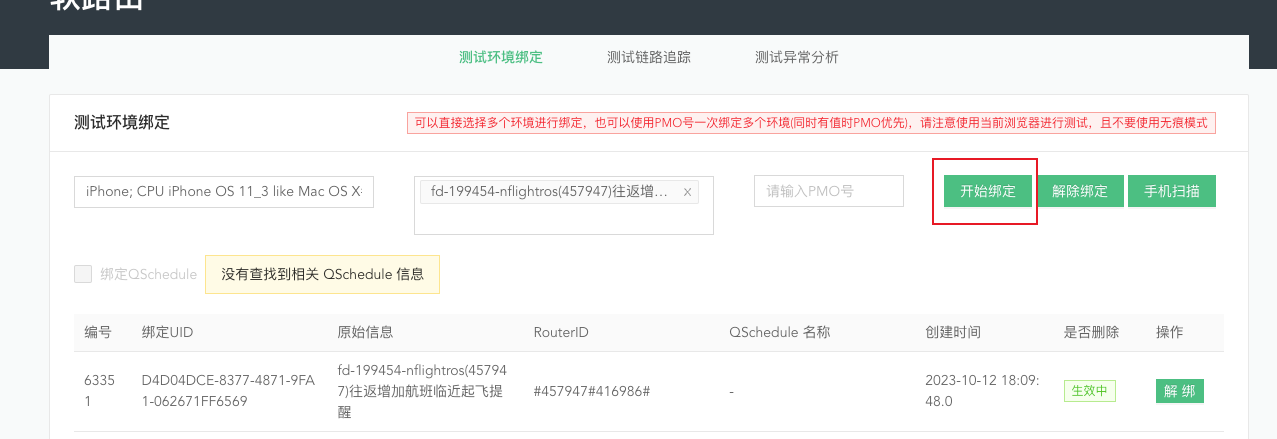 软路由
测试环境绑定 测试链路追踪 测试异常分析
测试环境绑定 可以直接选择多个环境进行绑定，也可以使用PMO号一次绑定多个环境(同时有值时PMO优先)，请注意使用当前浏览器进行测试，且不要使用无痕模式
iPhone; CPU iPhone OS 11_3 like Mac OS X fd-199454-nflightros(457947)往返增... x 请输入PMO号 开始绑定 解除绑定 手机扫描
绑定QSchedule 没有查找到相关 QSchedule 信息
编号 绑定UID 原始信息 RouterID QSchedule 名称 创建时间 是否删除 操作
6335
1
D4D04DCE-8377-4871-9FA
1-062671FF6569
fd-199454-nflightros(45794
7)往返增加航班临近起飞提
醒
#457947#416986#
-
2023-10-12 18:09:
48.0
生效中
解 绑